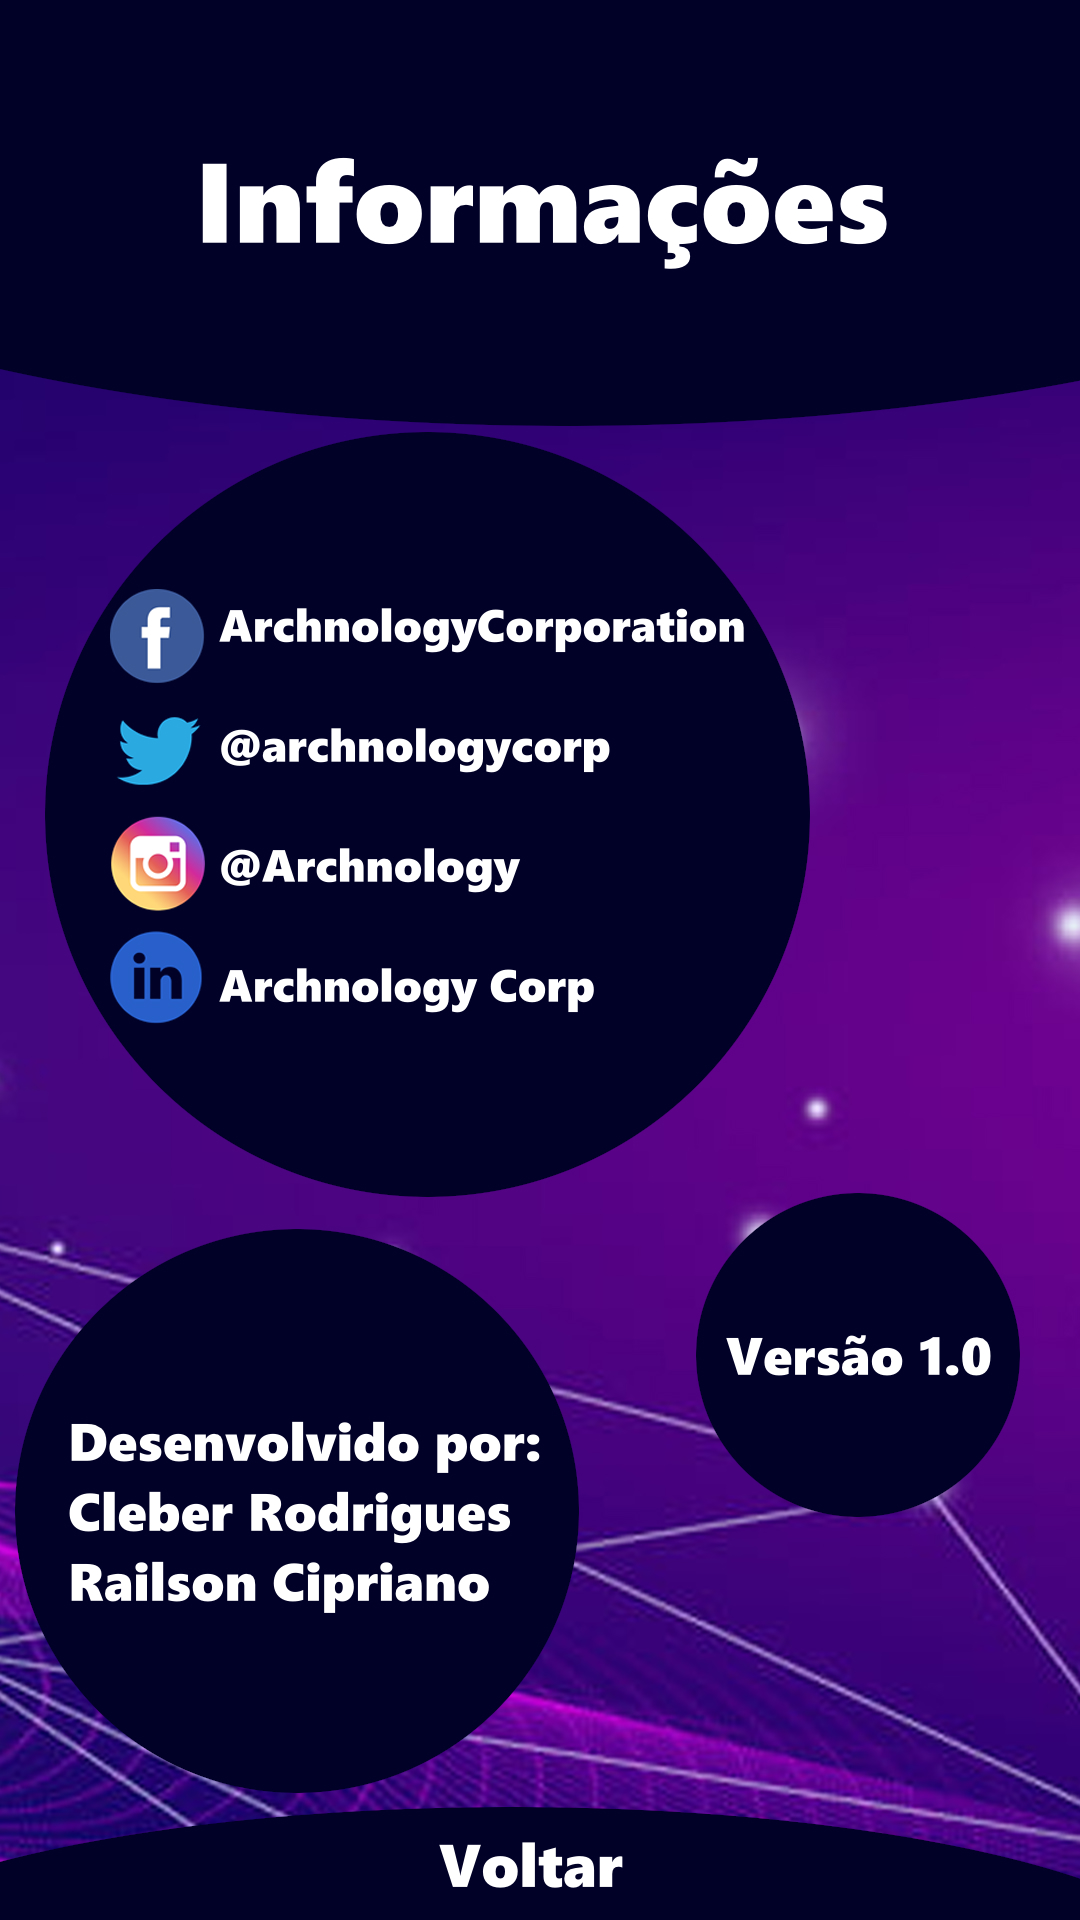 Informações
ArchnologyCorporation
@archnologycorp
@Archnology
in
Archnology Corp
Versão 1.0
Desenvolvido por:
Cleber Rodrigues
Railson Cipriano
Voltar